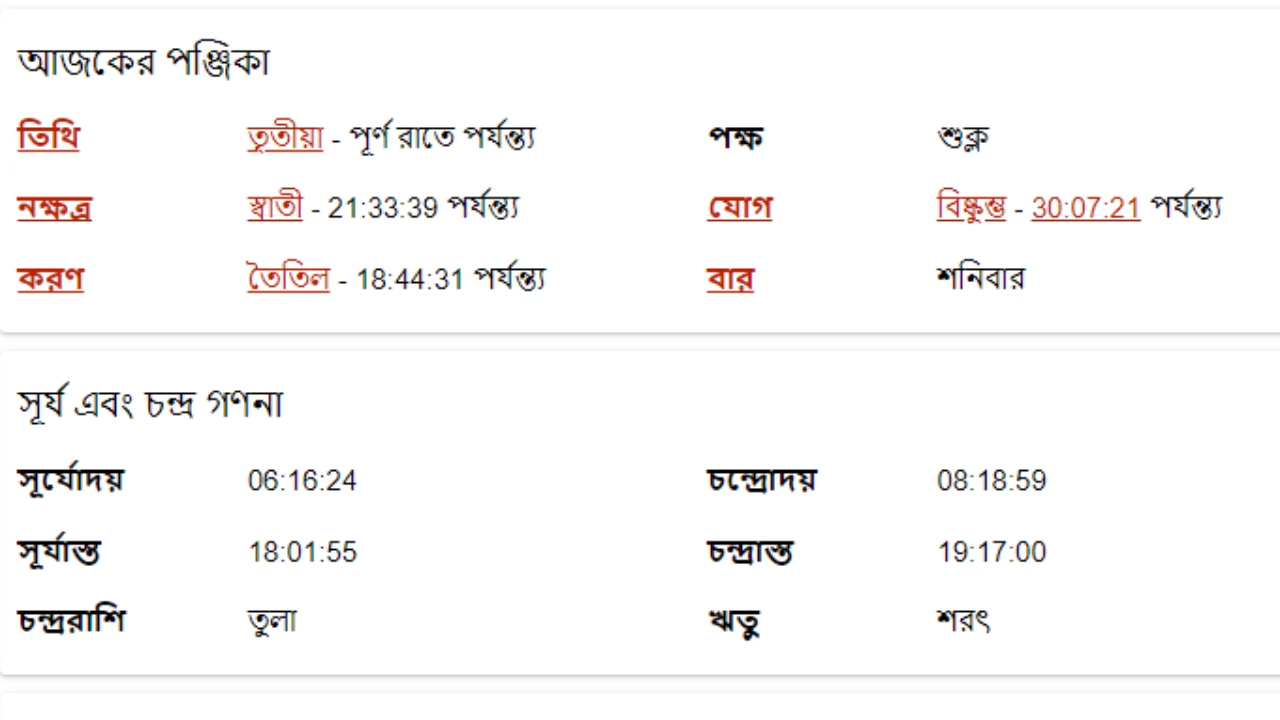 আজকের পঞ্জিকা
তিথি তৃতীয়া - পূর্ণ রাতে পর্যন্ত্য পক্ষ শুক্ল
নক্ষত্র স্বাতী - 21:33:39 পর্যন্ত্য যোগ বিষ্কুম্ভ - 30:07:21 পর্যন্ত্য
করণ তৈতিল - 18:44:31 পর্যন্ত্য বার শনিবার
সূর্য এবং চন্দ্র গণনা
সূর্যোদয় 06:16:24 চন্দ্রোদয় 08:18:59
সূর্যাস্ত 18:01:55 চন্দ্রাস্ত 19:17:00
চন্দ্ররাশি তুলা ঋতু শরৎ